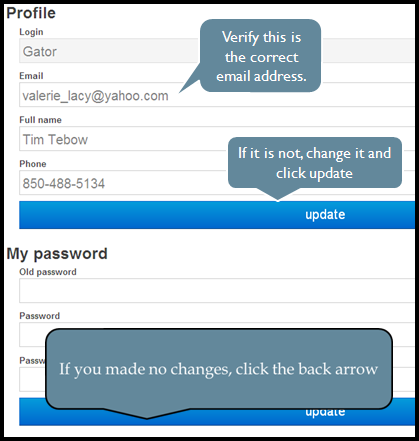 Profile
Login
Gator
Verify this is
the correct
email address.
Email
valerie_lacy@yahoo.com
Full name
Tim Tebow
If it is not, change it and
click update
Phone
850-488-5134
update
My password
Old password
Password
Passw
If you made no changes, click the back arrow
update